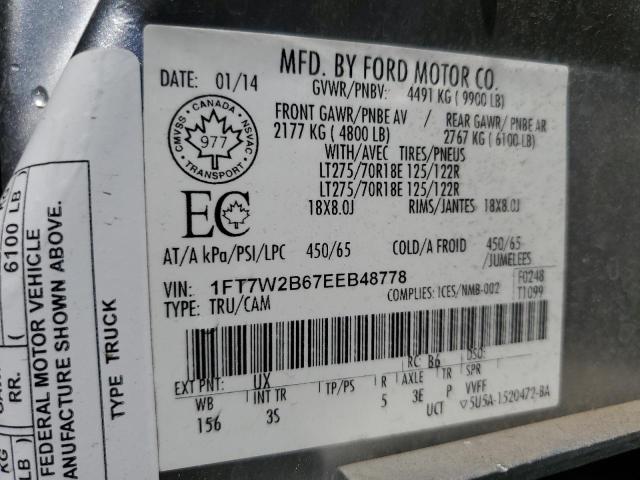 MFD. BY FORD MOTOR CO.
DATE: 01/14
GVWR/PNBV: 4491 KG ( 9900 LB)
FRONT GAWR/PNBE AV / REAR GAWR/ PNBE AR
2177 KG ( 4800 LB) 2767 KG ( 6100 LB)
WITH/AVEC TIRES/PNEUS
LT275/70R18E 125/122R
LT275/70R18E 125/122R
18X8.0J RIMS/JANTES 18X8.0J
CANADA
CMVSS NSVAC
977
TRANSPORT
EC
AT/A kPa/PSI/LPC 450/65 COLD/A FROID 450/65
/JUMELEES
VIN: 1FT7W2B67EEB48778
F0248
TYPE: TRU/CAM COMPLIES: ICES/NMB-002 T1099
RC: B6 DSO:
EXT PNT: UX
WB INT TR TP/PS R AXLE TR SPR
156 3S 5 3E P VVFF
UCT 5U5A-1520472-BA
6100 LB)
RR. (
KG
LB)
FEDERAL MOTOR VEHICLE
ANUFACTURE SHOWN ABOVE.
TYPE TRUCK